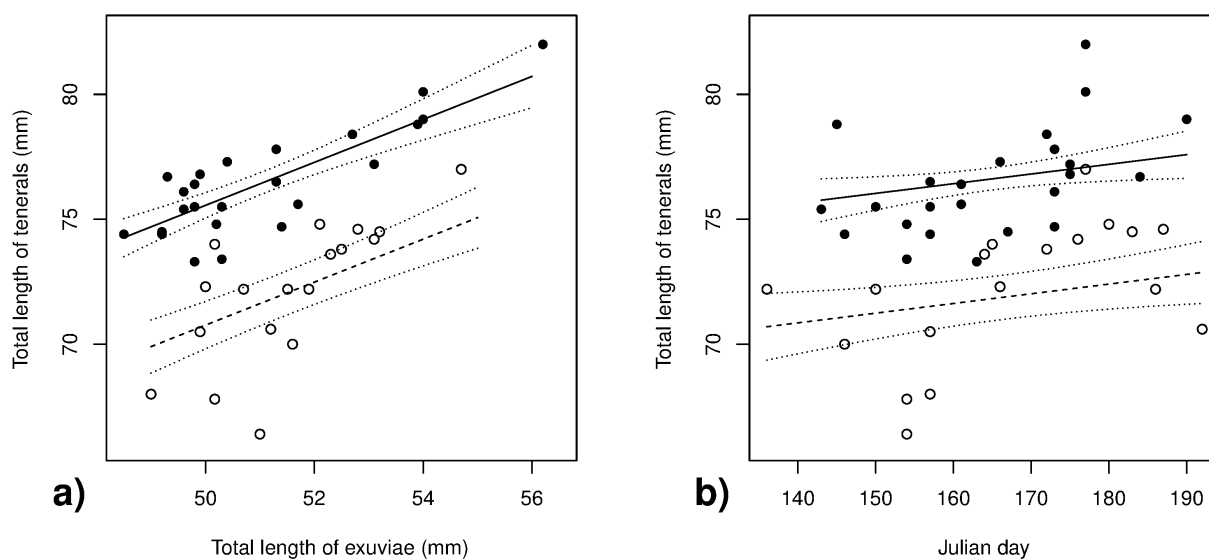 Total length of tenerals (mm)
80
75
70
50 52 54 56
a)
Total length of exuviae (mm)
Total length of tenerals (mm)
80
75
70
140 150 160 170 180 190
b)
Julian day